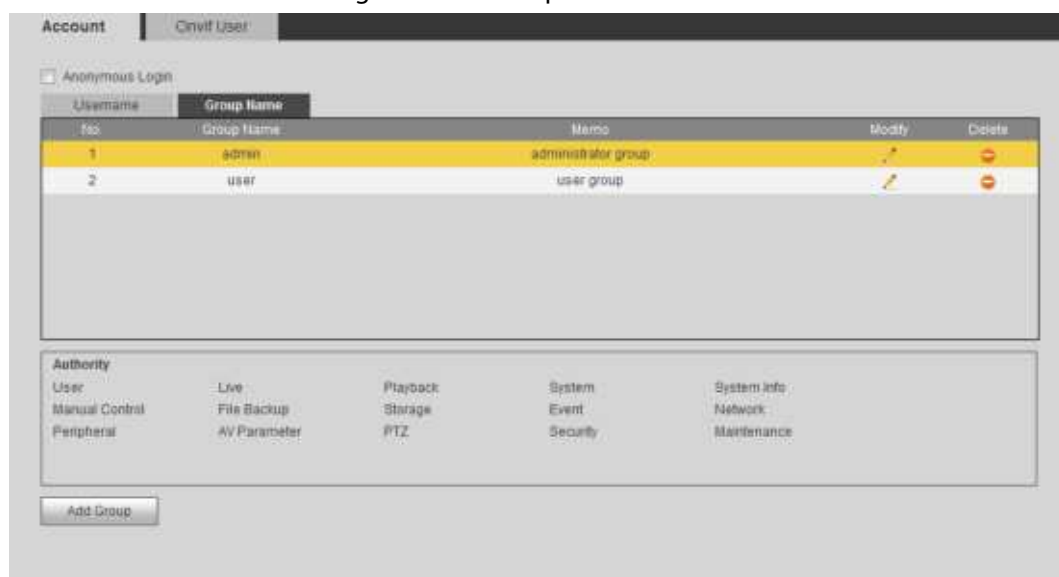 Account Onvif User
Anonymous Login
Username Group Name
No. Group Name Memo Modify Delete
1 admin administrator group
2 user user group
Authority
User Live Playback System System Info
Manual Control File Backup Storage Event Network
Peripheral AV Parameter PTZ Security Maintenance
Add Group